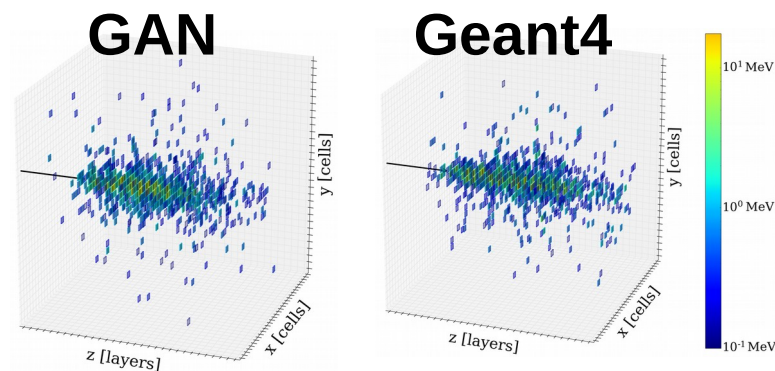 GAN
Geant4
y [cells]
x [cells]
z [layers]
y [cells]
x [cells]
z [layers]
10¹ MeV
10⁰ MeV
10⁻¹ MeV